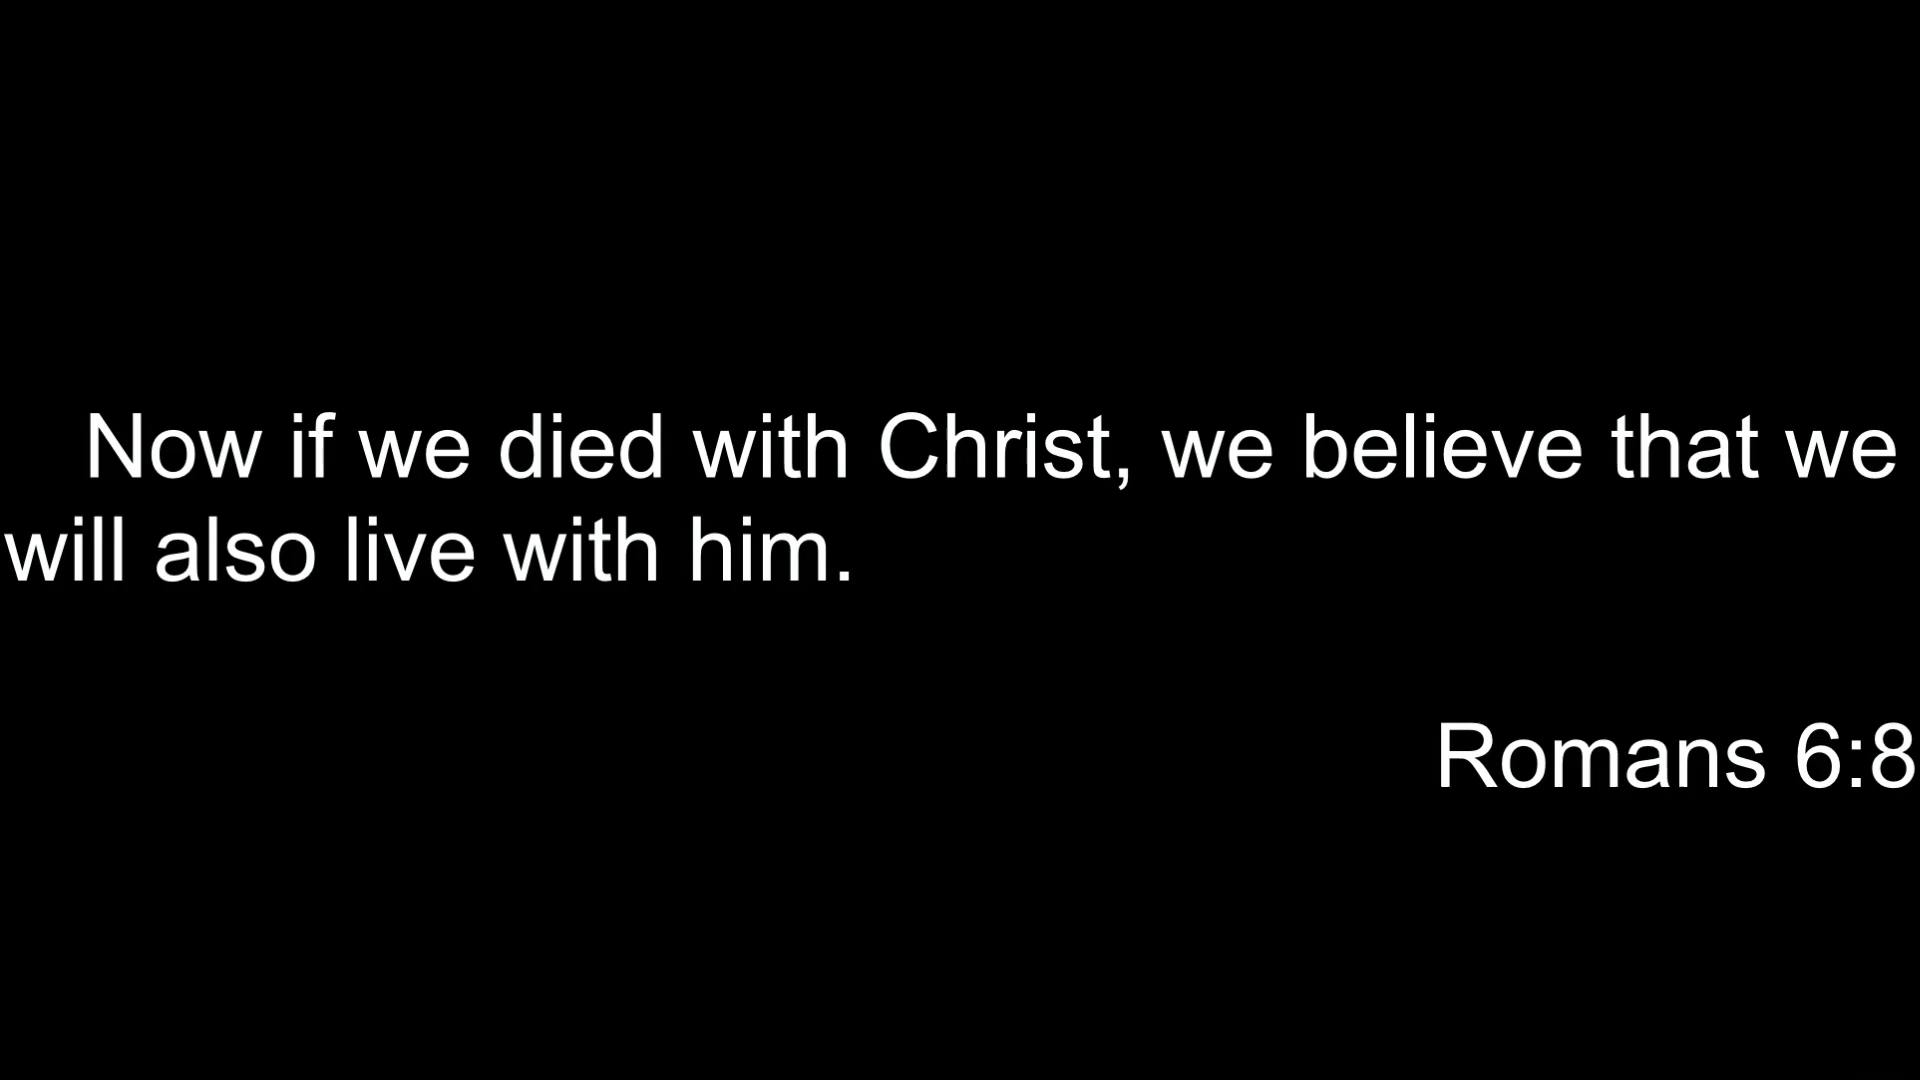 Now if we died with Christ, we believe that we
will also live with him.
Romans 6:8